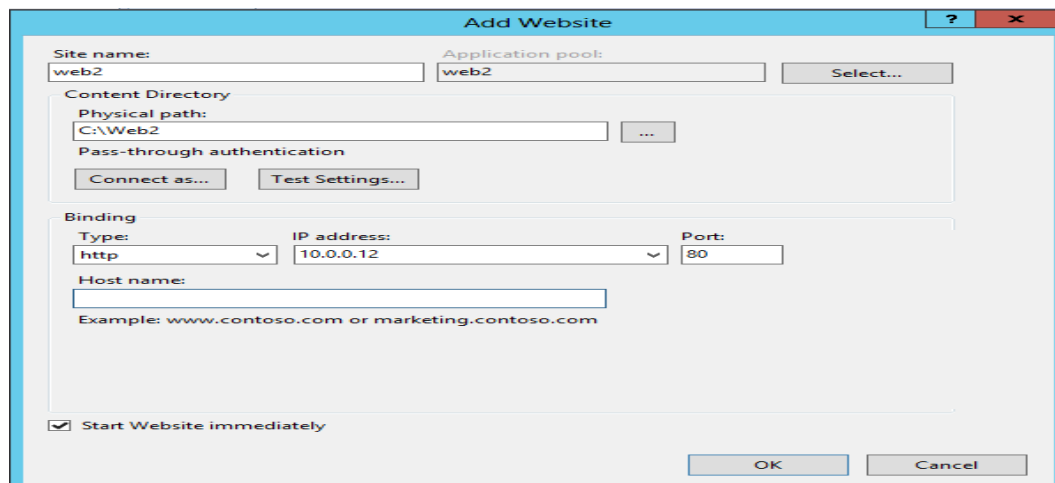 Add Website
? x
Site name: Application pool:
web2 web2 Select...
Content Directory
Physical path:
C:\Web2 ...
Pass-through authentication
Connect as... Test Settings...
Binding
Type: IP address: Port:
http 10.0.0.12 80
Host name:
Example: www.contoso.com or marketing.contoso.com
Start Website immediately
OK Cancel